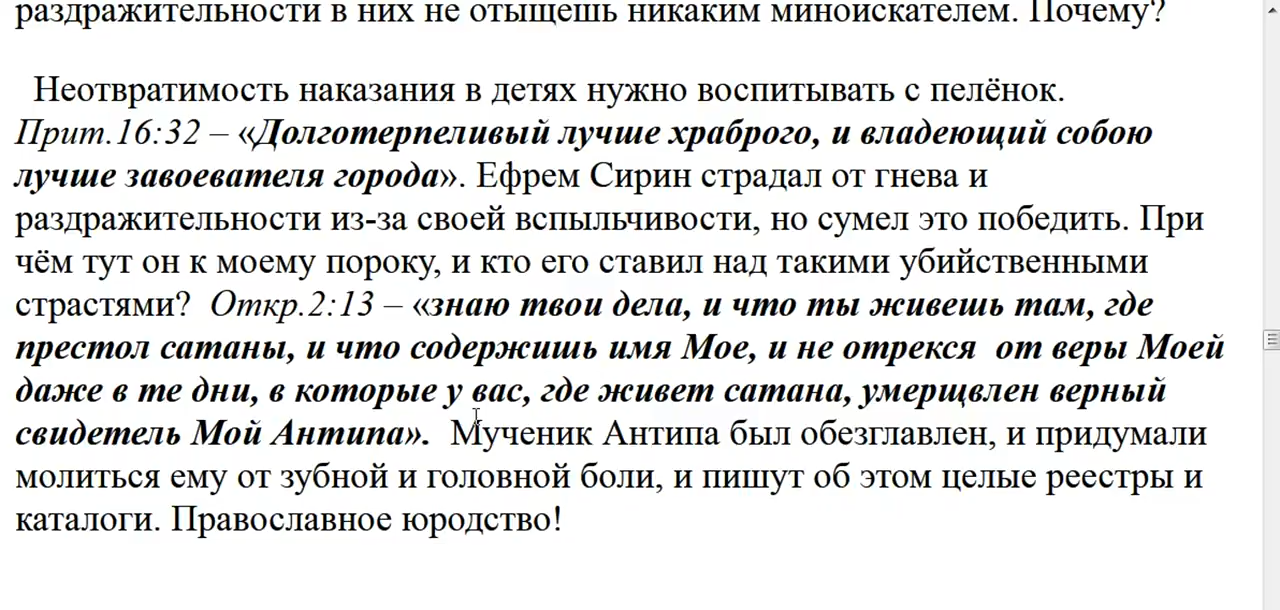 раздражительности в них не отыщешь никаким миноискателем. Почему?
Неотвратимость наказания в детях нужно воспитывать с пелёнок.
Прит.16:32 – «Долготерпеливый лучше храброго, и владеющий собою
лучше завоевателя города». Ефрем Сирин страдал от гнева и
раздражительности из-за своей вспыльчивости, но сумел это победить. При
чём тут он к моему пороку, и кто его ставил над такими убийственными
страстями? Откр.2:13 – «знаю твои дела, и что ты живешь там, где
престол сатаны, и что содержишь имя Мое, и не отрекся от веры Моей
даже в те дни, в которые у вас, где живет сатана, умерщвлен верный
свидетель Мой Антипа». Мученик Антипа был обезглавлен, и придумали
молиться ему от зубной и головной боли, и пишут об этом целые реестры и
каталоги. Православное юродство!